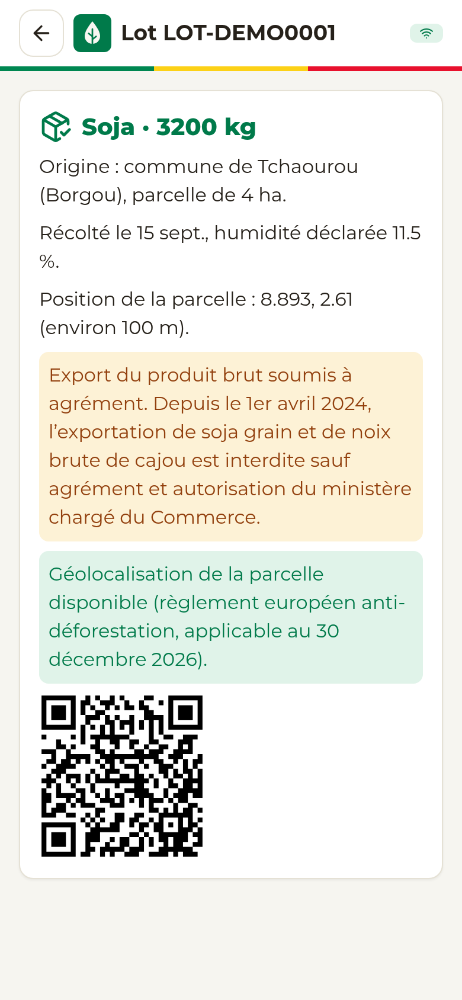 Lot LOT-DEMO0001
Soja · 3200 kg
Origine : commune de Tchaourou
(Borgou), parcelle de 4 ha.
Récolté le 15 sept., humidité déclarée 11.5
%.
Position de la parcelle : 8.893, 2.61
(environ 100 m).
Export du produit brut soumis à
agrément. Depuis le 1er avril 2024,
l’exportation de soja grain et de noix
brute de cajou est interdite sauf
agrément et autorisation du ministère
chargé du Commerce.
Géolocalisation de la parcelle
disponible (règlement européen anti-
déforestation, applicable au 30
décembre 2026).